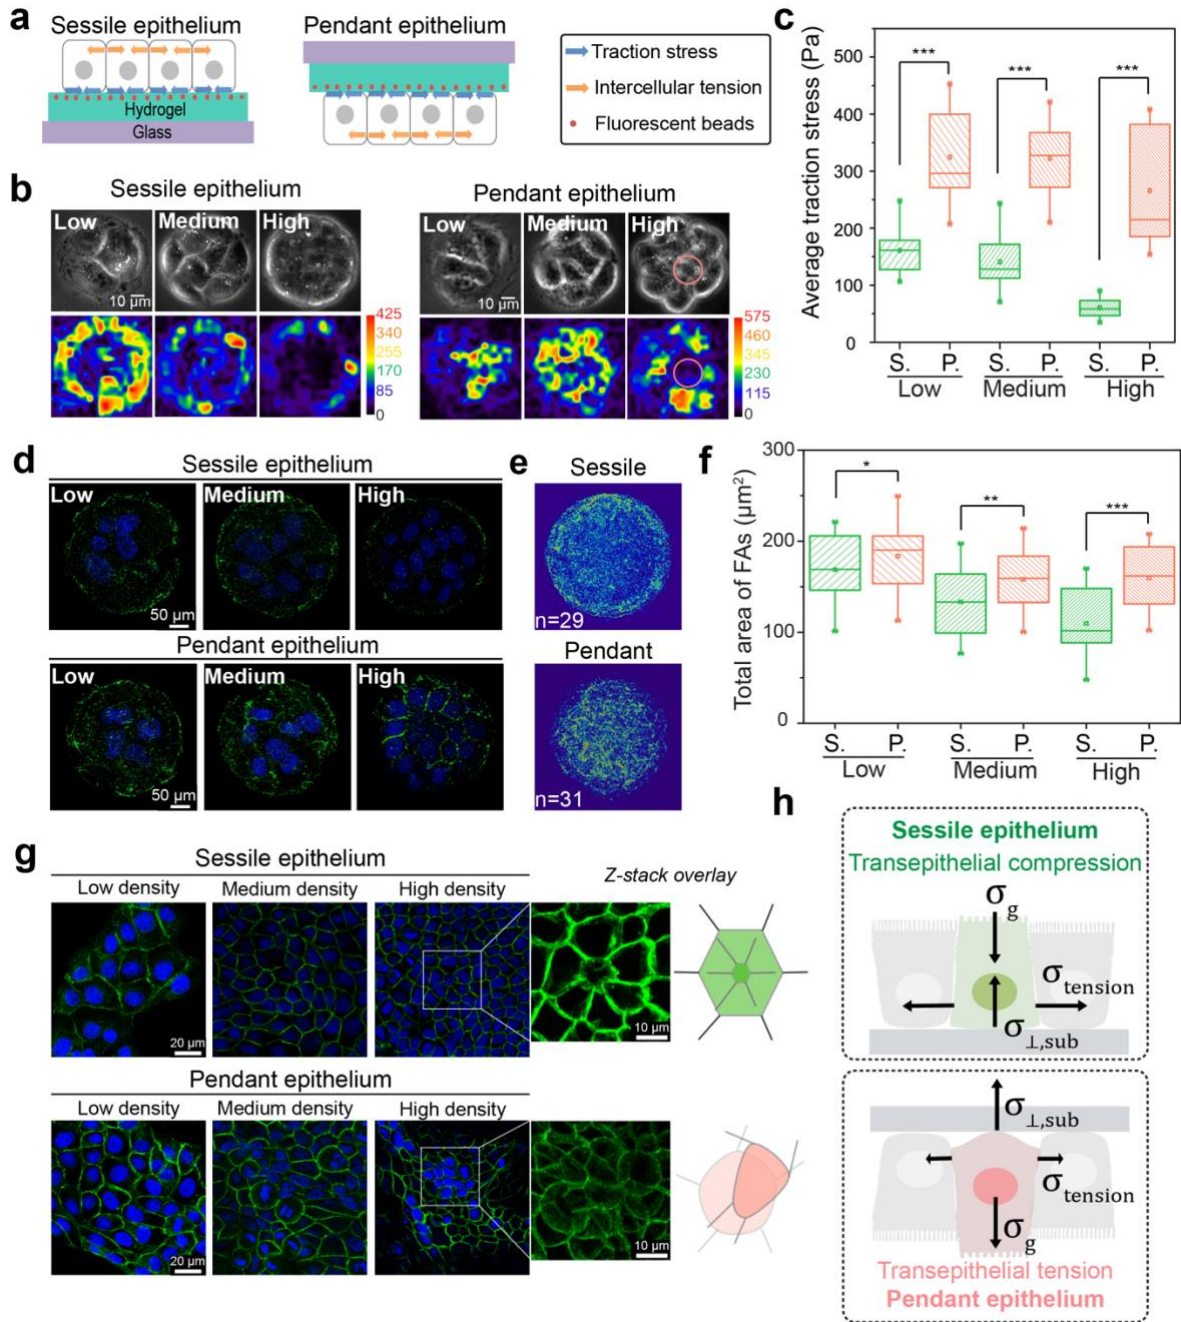 a
Sessile epithelium
Pendant epithelium
Hydrogel
Glass
Traction stress
Intercellular tension
Fluorescent beads
b
Sessile epithelium
Low
Medium
High
10 μm
425
340
255
170
85
0
Pendant epithelium
Low
Medium
High
10 μm
575
460
345
230
115
0
c
Average traction stress (Pa)
500
400
300
200
100
0
***
***
***
S.
P.
S.
P.
S.
P.
Low
Medium
High
d
Sessile epithelium
Low
Medium
High
50 μm
Pendant epithelium
Low
Medium
High
50 μm
e
Sessile
n=29
Pendant
n=31
f
Total area of FAs (μm²)
300
200
100
0
*
**
***
S.
P.
S.
P.
S.
P.
Low
Medium
High
g
Sessile epithelium
Low density
Medium density
High density
Z-stack overlay
20 μm
10 μm
Pendant epithelium
Low density
Medium density
High density
20 μm
10 μm
h
Sessile epithelium
Transepithelial compression
σg
σtension
σ⊥,sub
σ⊥,sub
σtension
σg
Transepithelial tension
Pendant epithelium